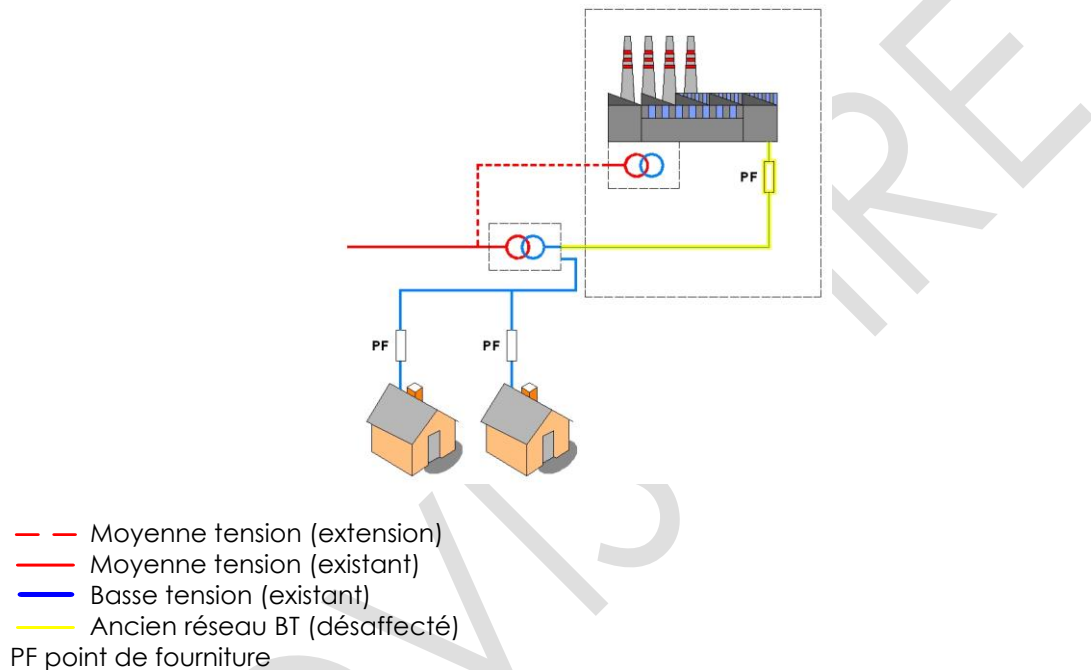 PF
PF
PF
Moyenne tension (extension)
Moyenne tension (existant)
Basse tension (existant)
Ancien réseau BT (désaffecté)
PF point de fourniture